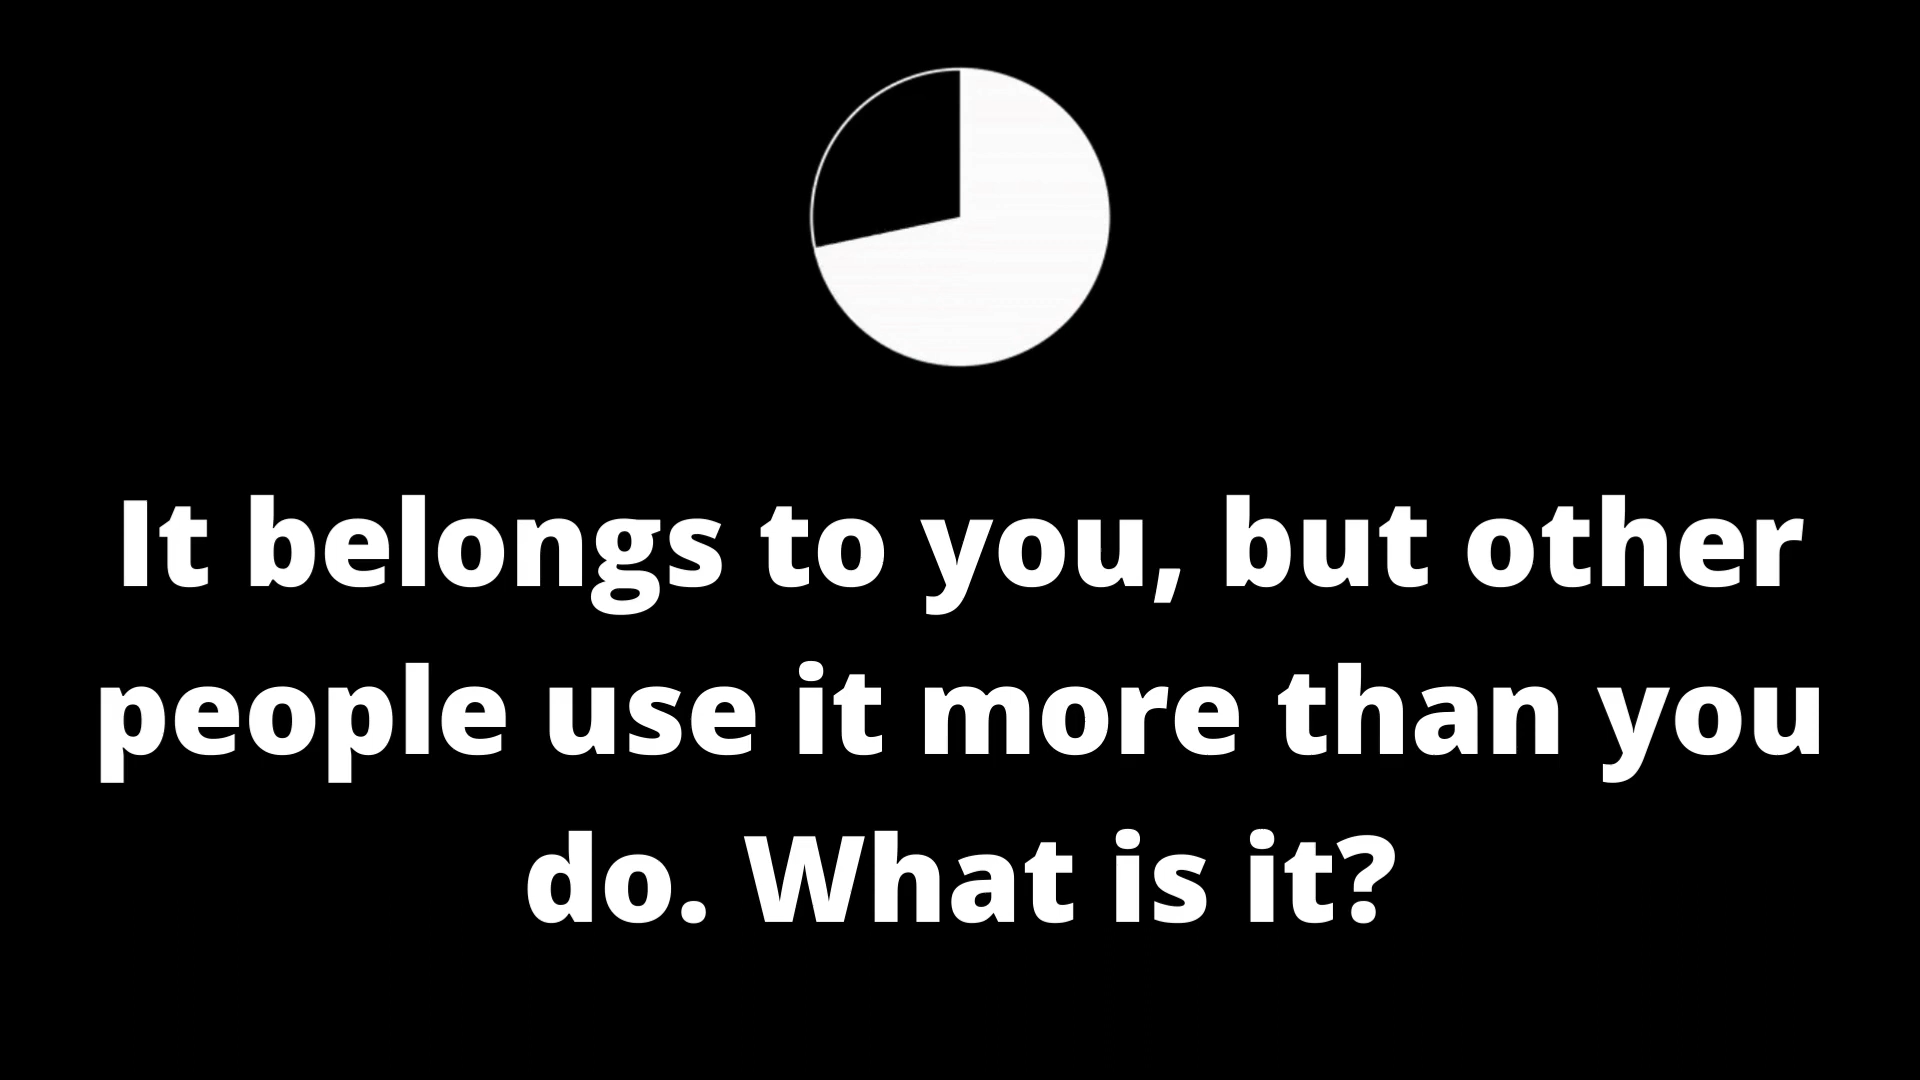 It belongs to you, but other
people use it more than you
do. What is it?